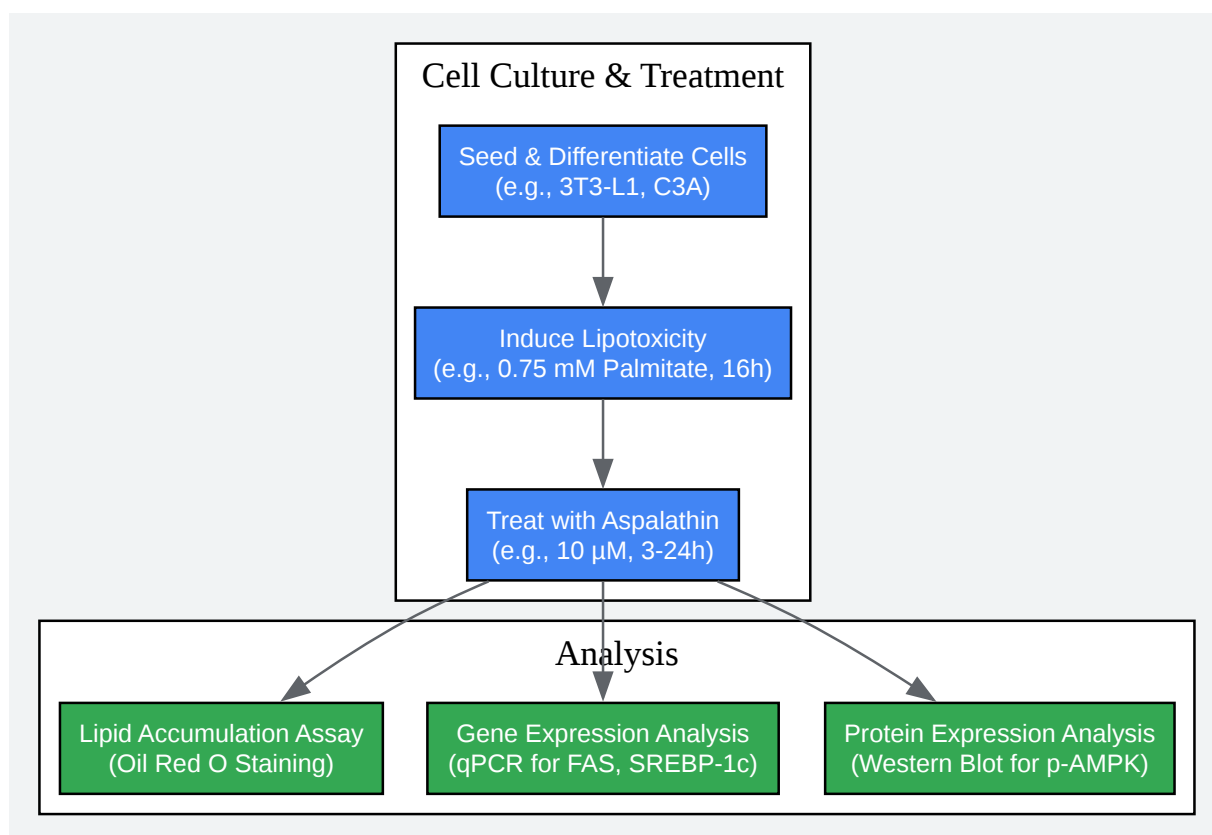 Cell Culture & Treatment
Seed & Differentiate Cells
(e.g., 3T3-L1, C3A)
Induce Lipotoxicity
(e.g., 0.75 mM Palmitate, 16h)
Treat with Aspalathin
(e.g., 10 µM, 3-24h)
Analysis
Lipid Accumulation Assay
(Oil Red O Staining)
Gene Expression Analysis
(qPCR for FAS, SREBP-1c)
Protein Expression Analysis
(Western Blot for p-AMPK)